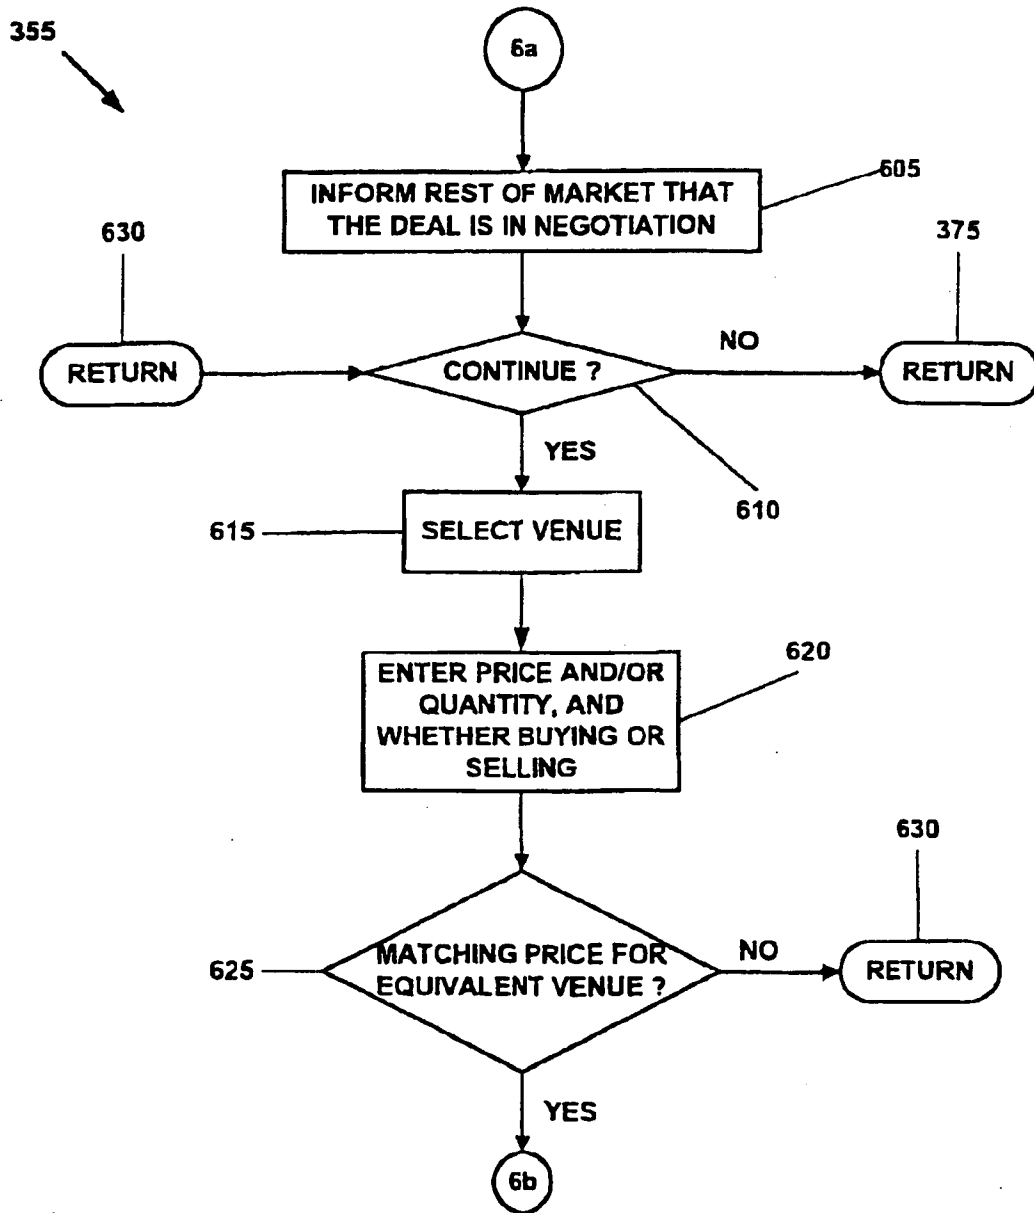 355
6a
INFORM REST OF MARKET THAT
THE DEAL IS IN NEGOTIATION
605
630
375
RETURN
CONTINUE ?
NO
RETURN
YES
610
615
SELECT VENUE
ENTER PRICE AND/OR
QUANTITY, AND
WHETHER BUYING OR
SELLING
620
630
MATCHING PRICE FOR
EQUIVALENT VENUE ?
625
NO
RETURN
YES
6b